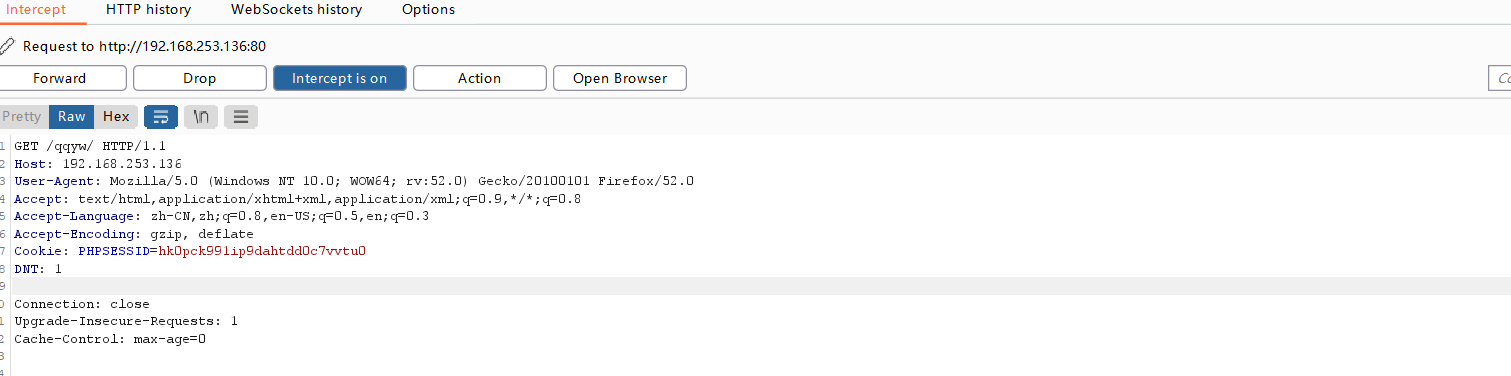 Intercept HTTP history WebSockets history Options
Request to http://192.168.253.136:80
Forward Drop Intercept is on Action Open Browser Co
Pretty Raw Hex \n
1 GET /qqyw/ HTTP/1.1
2 Host: 192.168.253.136
3 User-Agent: Mozilla/5.0 (Windows NT 10.0; WOW64; rv:52.0) Gecko/20100101 Firefox/52.0
4 Accept: text/html,application/xhtml+xml,application/xml;q=0.9,*/*;q=0.8
5 Accept-Language: zh-CN,zh;q=0.8,en-US;q=0.5,en;q=0.3
6 Accept-Encoding: gzip, deflate
7 Cookie: PHPSESSID=hk0pck991ip9dahtdd0c7vvtu0
8 DNT: 1
9
0 Connection: close
1 Upgrade-Insecure-Requests: 1
2 Cache-Control: max-age=0
3
4